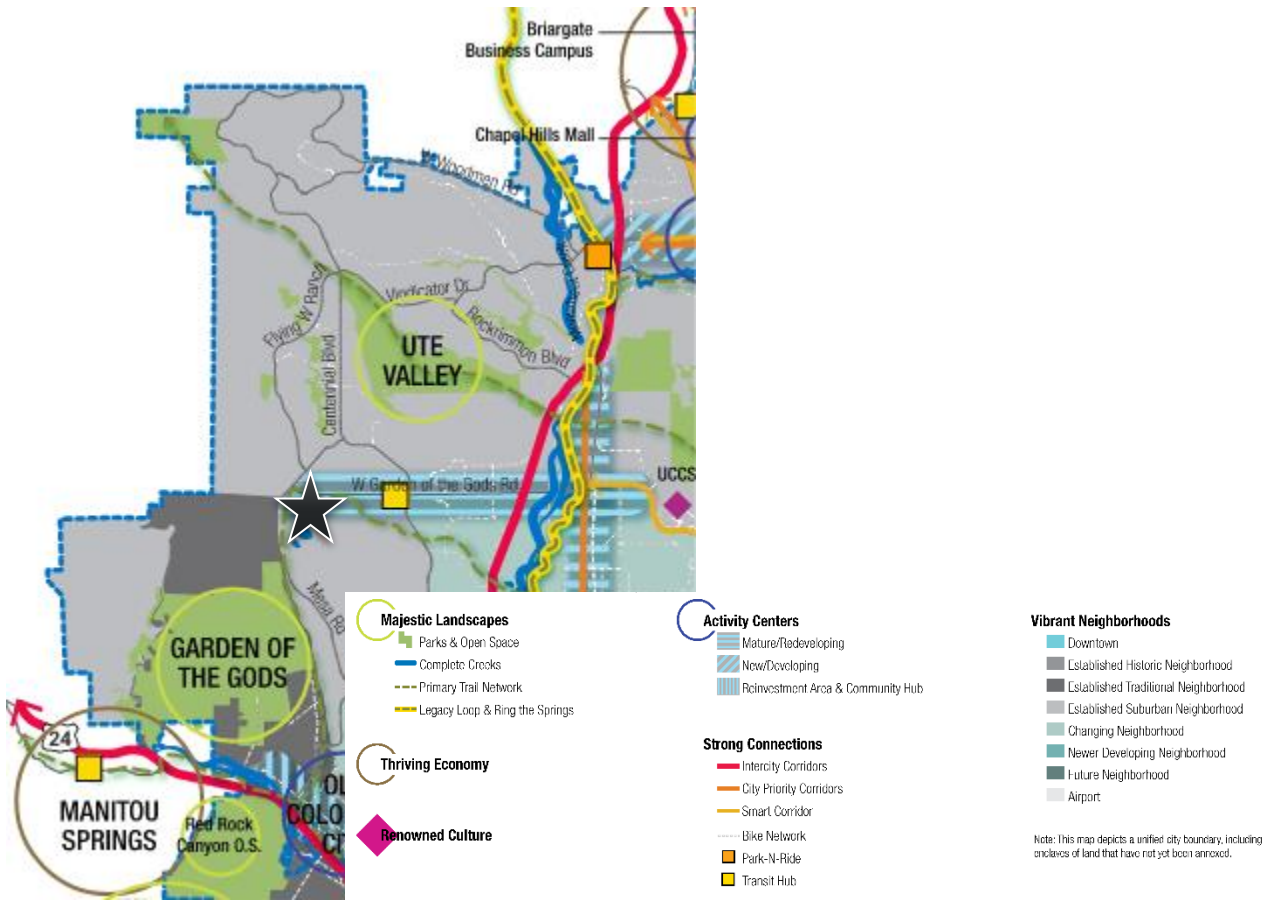 Briargate
Business Campus
Chapel Hills Mall
W Woodmen Rd
Flying W Ranch
Vindicator Dr
Rockrimmon Blvd
Centennial Blvd
UTE
VALLEY
UCCS
W Garden of the Gods Rd
Mesa Rd
GARDEN OF
THE GODS
24
MANITOU
SPRINGS
Red Rock
Canyon O.S.
OL
COLO
CI
Majestic Landscapes
Parks & Open Space
Complete Creeks
Primary Trail Network
Legacy Loop & Ring the Springs
Thriving Economy
Renowned Culture
Activity Centers
Mature/Redeveloping
New/Developing
Reinvestment Area & Community Hub
Strong Connections
Intercity Corridors
City Priority Corridors
Smart Corridor
Bike Network
Park-N-Ride
Transit Hub
Vibrant Neighborhoods
Downtown
Established Historic Neighborhood
Established Traditional Neighborhood
Established Suburban Neighborhood
Changing Neighborhood
Newer Developing Neighborhood
Future Neighborhood
Airport
Note: This map depicts a unified city boundary, including
enclaves of land that have not yet been annexed.